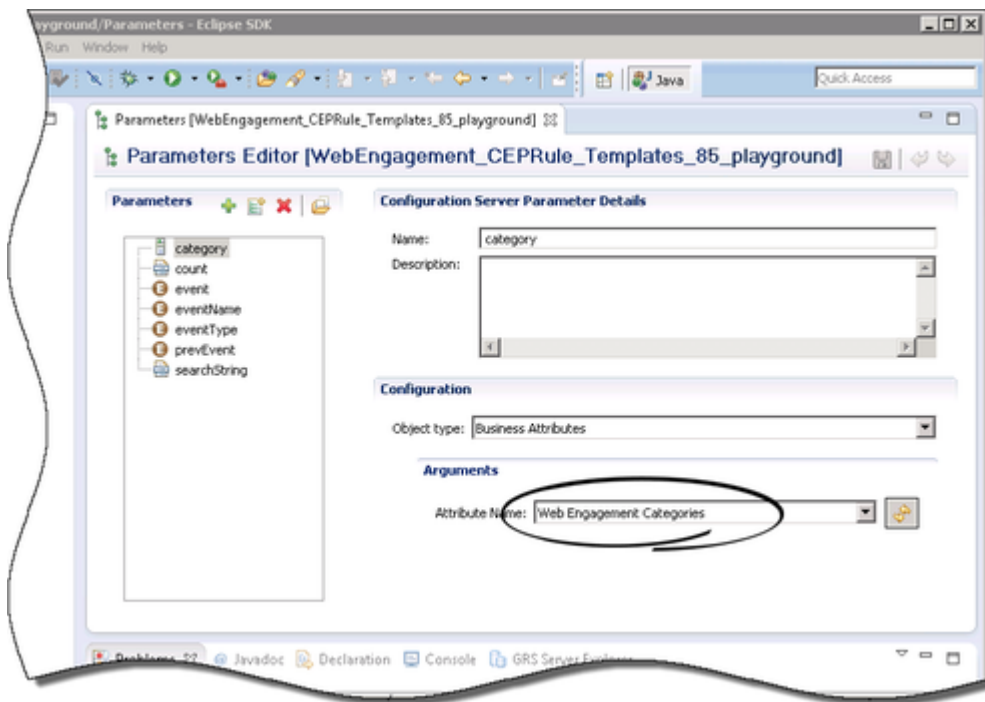 ayground/Parameters - Eclipse SDK
Run Window Help
Java
Quick Access
Parameters [WebEngagement_CEPRule_Templates_85_playground]
Parameters Editor [WebEngagement_CEPRule_Templates_85_playground]
Parameters
category
count
event
eventName
eventType
prevEvent
searchString
Configuration Server Parameter Details
Name: category
Description:
Configuration
Object type: Business Attributes
Arguments
Attribute Name: Web Engagement Categories
Problems Javadoc Declaration Console GRS Server Explorer